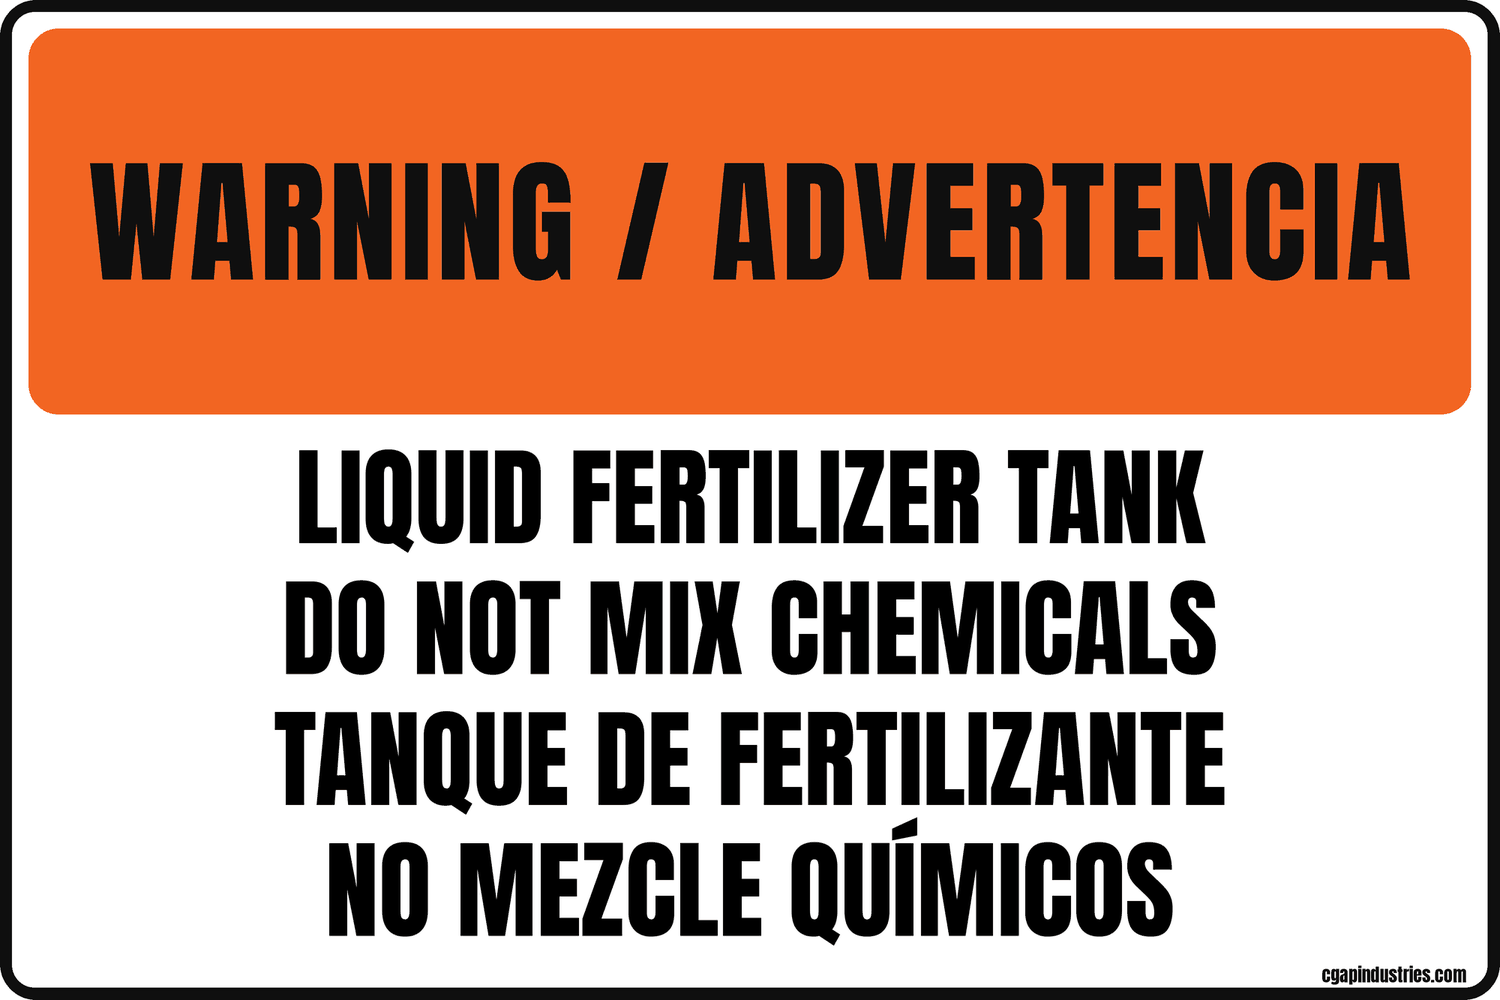 WARNING / ADVERTENCIA
LIQUID FERTILIZER TANK
DO NOT MIX CHEMICALS
TANQUE DE FERTILIZANTE
NO MEZCLE QUÍMICOS
cgapindustries.com